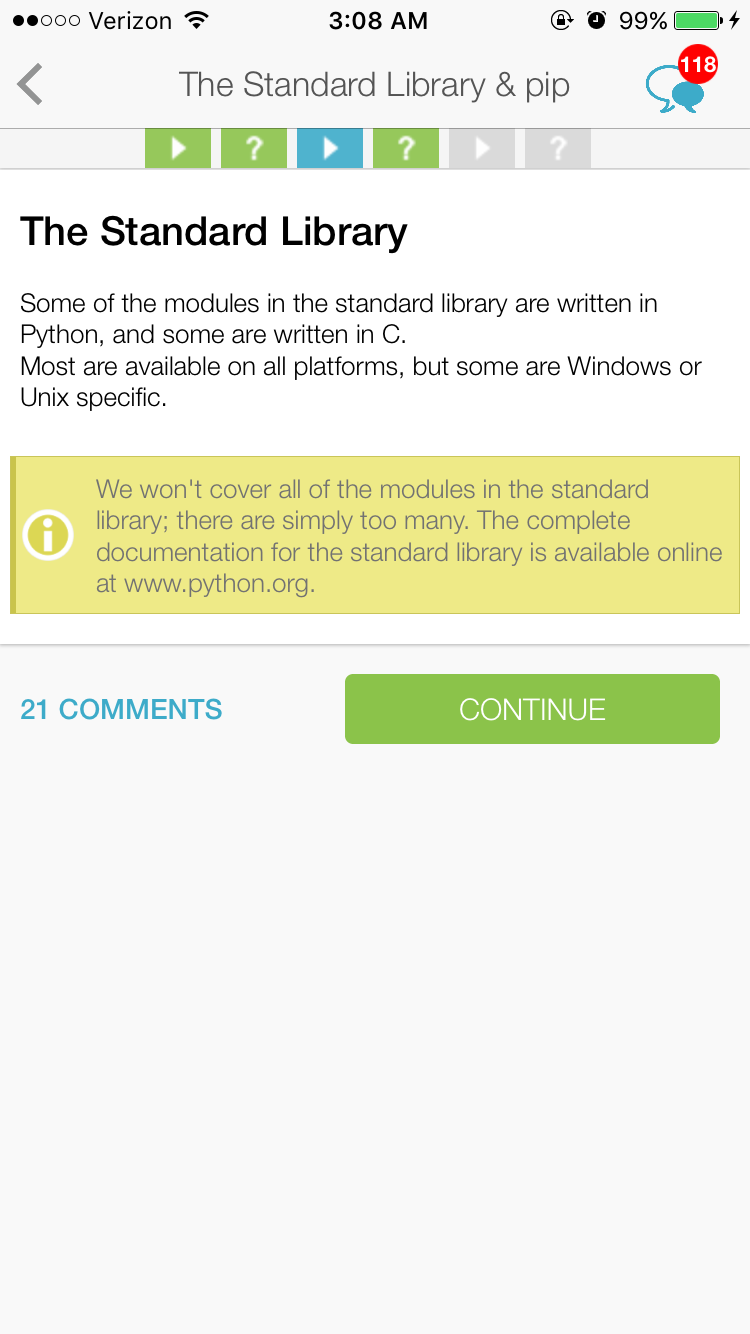 Verizon 3:08 AM 99%
The Standard Library & pip 118
? ? ?
The Standard Library
Some of the modules in the standard library are written in
Python, and some are written in C.
Most are available on all platforms, but some are Windows or
Unix specific.
We won't cover all of the modules in the standard
library; there are simply too many. The complete
documentation for the standard library is available online
at www.python.org.
21 COMMENTS CONTINUE